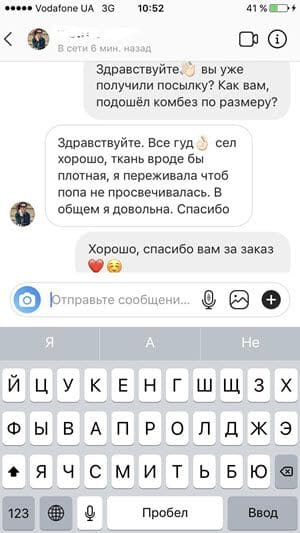 Vodafone UA 3G 10:52 41 %
В сети 6 мин. назад
Здравствуйте👋🏻 вы уже
получили посылку? Как вам,
подошёл комбез по размеру?
Здравствуйте. Все гуд👌🏻 сел
хорошо, ткань вроде бы
плотная, я переживала чтоб
попа не просвечивалась. В
общем я довольна. Спасибо
Хорошо, спасибо вам за заказ
❤️☺️
Отправьте сообщени...
Я А Не
Й Ц У К Е Н Г Ш Щ З Х
Ф Ы В А П Р О Л Д Ж Э
Я Ч С М И Т Ь Б Ю
123 Пробел Ввод